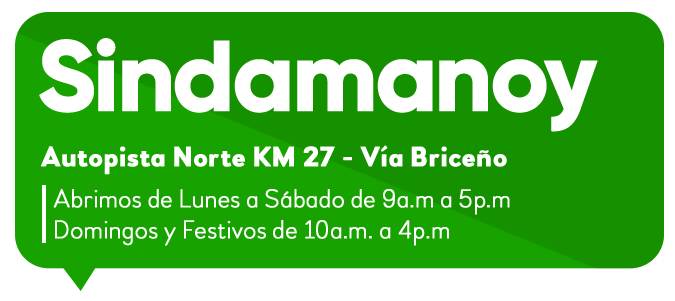 Sindamanoy
Autopista Norte KM 27 - Vía Briceño
Abrimos de Lunes a Sábado de 9a.m a 5p.m
Domingos y Festivos de 10a.m. a 4p.m